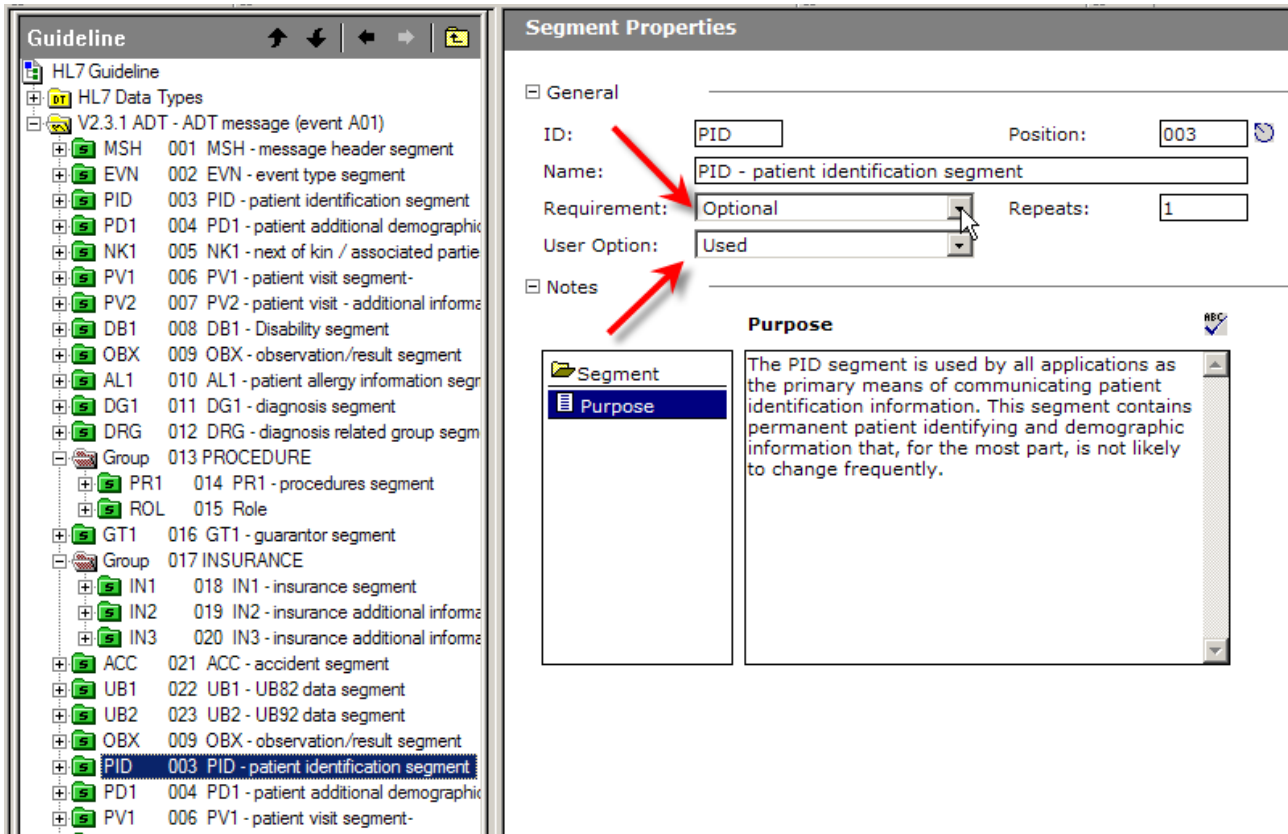 Guideline
HL7 Guideline
DT HL7 Data Types
V2.3.1 ADT - ADT message (event A01)
S MSH 001 MSH - message header segment
S EVN 002 EVN - event type segment
S PID 003 PID - patient identification segment
S PD1 004 PD1 - patient additional demographic
S NK1 005 NK1 - next of kin / associated partie
S PV1 006 PV1 - patient visit segment-
S PV2 007 PV2 - patient visit - additional informa
S DB1 008 DB1 - Disability segment
S OBX 009 OBX - observation/result segment
S AL1 010 AL1 - patient allergy information segr
S DG1 011 DG1 - diagnosis segment
S DRG 012 DRG - diagnosis related group segm
Group 013 PROCEDURE
S PR1 014 PR1 - procedures segment
S ROL 015 Role
S GT1 016 GT1 - guarantor segment
Group 017 INSURANCE
S IN1 018 IN1 - insurance segment
S IN2 019 IN2 - insurance additional informa
S IN3 020 IN3 - insurance additional informa
S ACC 021 ACC - accident segment
S UB1 022 UB1 - UB82 data segment
S UB2 023 UB2 - UB92 data segment
S OBX 009 OBX - observation/result segment
S PID 003 PID - patient identification segment
S PD1 004 PD1 - patient additional demographic
S PV1 006 PV1 - patient visit segment-
Segment Properties
General
ID: PID Position: 003
Name: PID - patient identification segment
Requirement: Optional Repeats: 1
User Option: Used
Notes
Purpose ABC
Segment
Purpose
The PID segment is used by all applications as
the primary means of communicating patient
identification information. This segment contains
permanent patient identifying and demographic
information that, for the most part, is not likely
to change frequently.